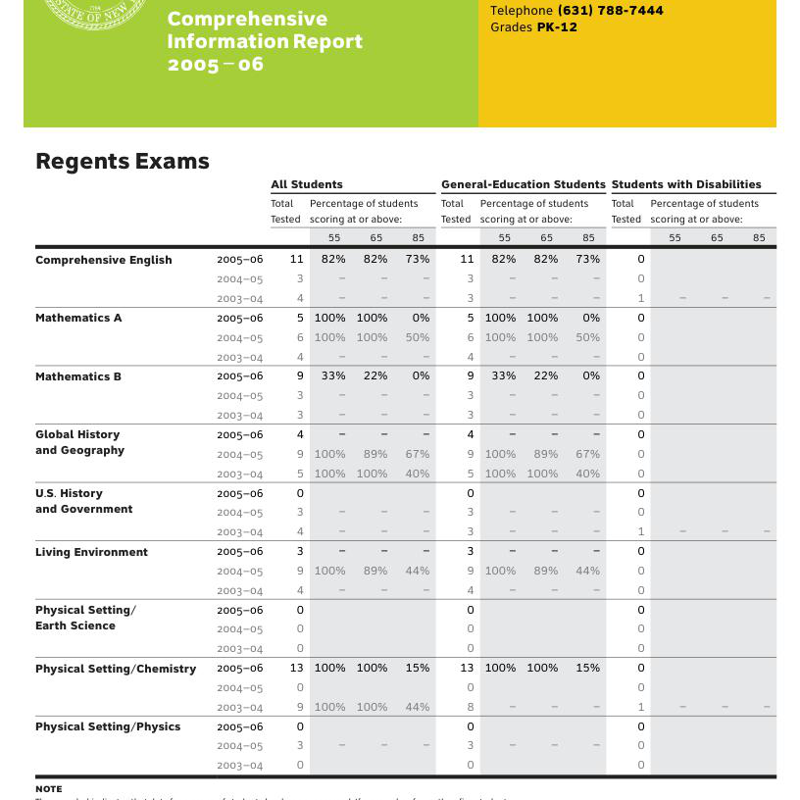 STATE OF NEW
Comprehensive
Information Report
2005–06
Telephone (631) 788-7444
Grades PK-12
Regents Exams
All Students General-Education Students Students with Disabilities
Total Percentage of students Total Percentage of students Total Percentage of students
Tested scoring at or above: Tested scoring at or above: Tested scoring at or above:
55 65 85 55 65 85 55 65 85
Comprehensive English 2005–06 11 82% 82% 73% 11 82% 82% 73% 0
2004–05 3 – – – 3 – – – 0
2003–04 4 – – – 3 – – – 1 – – –
Mathematics A 2005–06 5 100% 100% 0% 5 100% 100% 0% 0
2004–05 6 100% 100% 50% 6 100% 100% 50% 0
2003–04 4 – – – 4 – – – 0
Mathematics B 2005–06 9 33% 22% 0% 9 33% 22% 0% 0
2004–05 3 – – – 3 – – – 0
2003–04 3 – – – 3 – – – 0
Global History 2005–06 4 – – – 4 – – – 0
and Geography 2004–05 9 100% 89% 67% 9 100% 89% 67% 0
2003–04 5 100% 100% 40% 5 100% 100% 40% 0
U.S. History 2005–06 0 0 0
and Government 2004–05 3 – – – 3 – – – 0
2003–04 4 – – – 3 – – – 1 – – –
Living Environment 2005–06 3 – – – 3 – – – 0
2004–05 9 100% 89% 44% 9 100% 89% 44% 0
2003–04 4 – – – 4 – – – 0
Physical Setting/ 2005–06 0 0 0
Earth Science 2004–05 0 0 0
2003–04 0 0 0
Physical Setting/Chemistry 2005–06 13 100% 100% 15% 13 100% 100% 15% 0
2004–05 0 0 0
2003–04 9 100% 100% 44% 8 – – – 1 – – –
Physical Setting/Physics 2005–06 0 0 0
2004–05 3 – – – 3 – – – 0
2003–04 0 0 0
NOTE